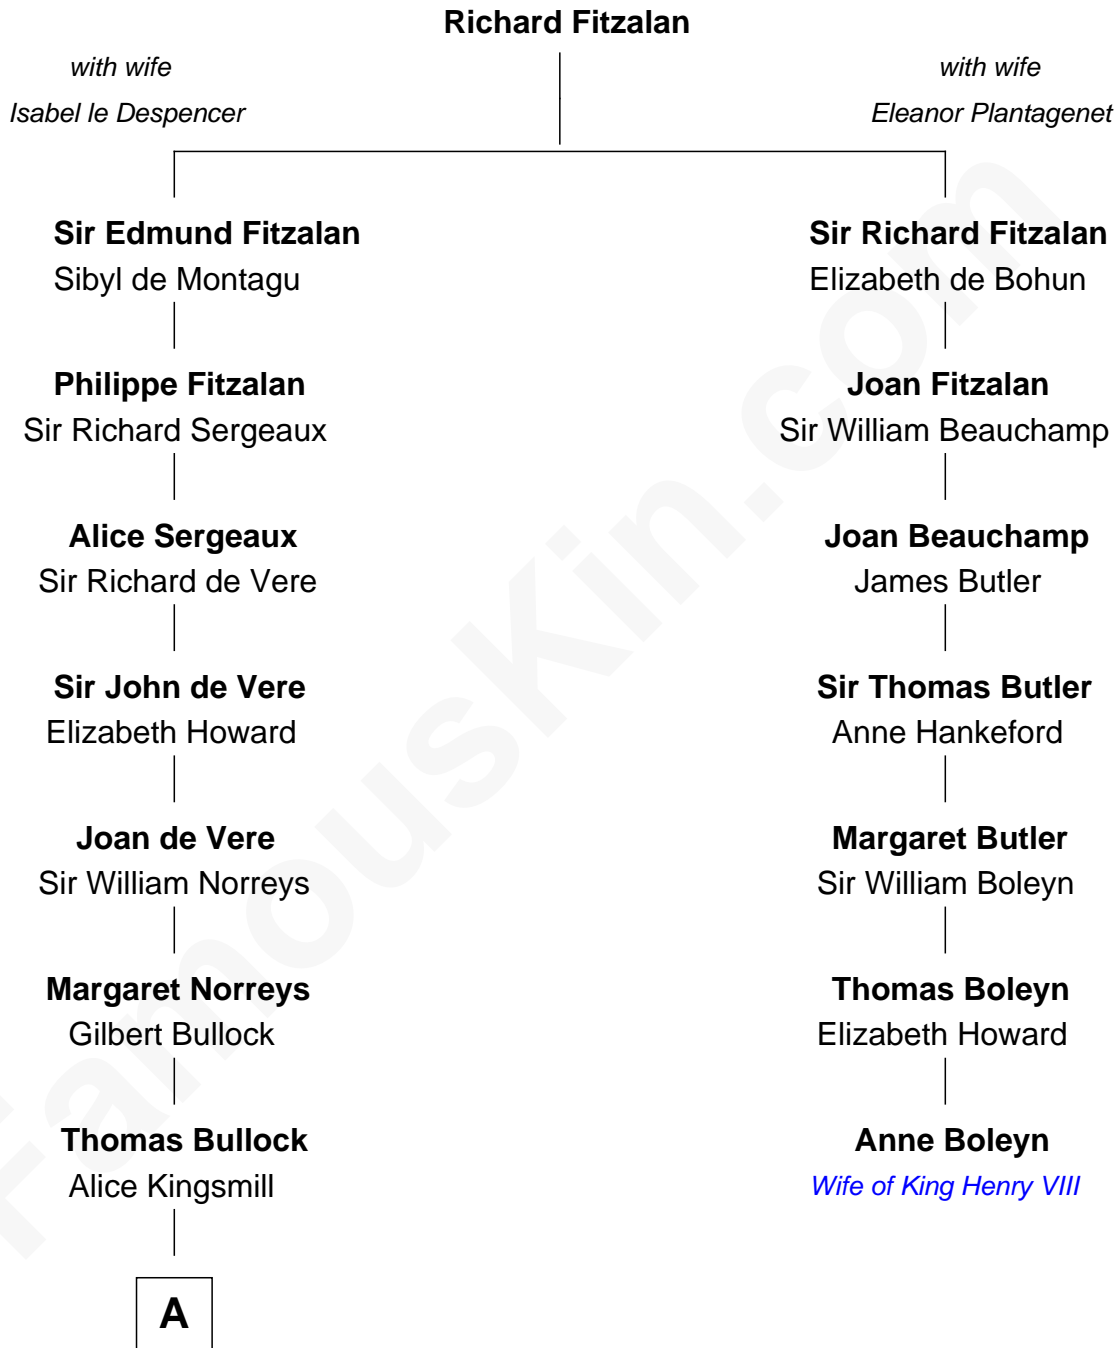 Richard Fitzalan
with wife
Isabel le Despencer
with wife
Eleanor Plantagenet
Sir Edmund Fitzalan
Sibyl de Montagu
Philippe Fitzalan
Sir Richard Sergeaux
Alice Sergeaux
Sir Richard de Vere
Sir John de Vere
Elizabeth Howard
Joan de Vere
Sir William Norreys
Margaret Norreys
Gilbert Bullock
Thomas Bullock
Alice Kingsmill
A
Sir Richard Fitzalan
Elizabeth de Bohun
Joan Fitzalan
Sir William Beauchamp
Joan Beauchamp
James Butler
Sir Thomas Butler
Anne Hankeford
Margaret Butler
Sir William Boleyn
Thomas Boleyn
Elizabeth Howard
Anne Boleyn
Wife of King Henry VIII
FamousKin.com